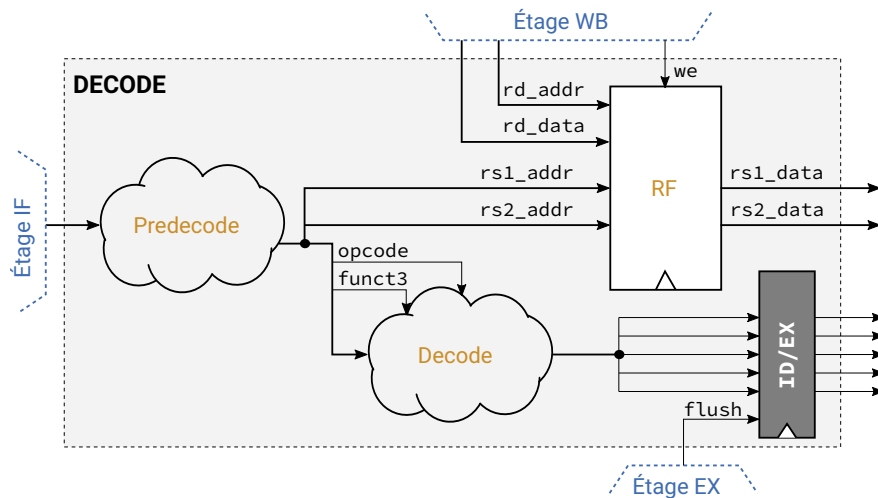 Étage WB
DECODE
we
rd_addr
rd_data
rs1_addr
RF
rs1_data
rs2_addr
rs2_data
Étage IF
Predecode
opcode
funct3
Decode
ID/EX
flush
Étage EX